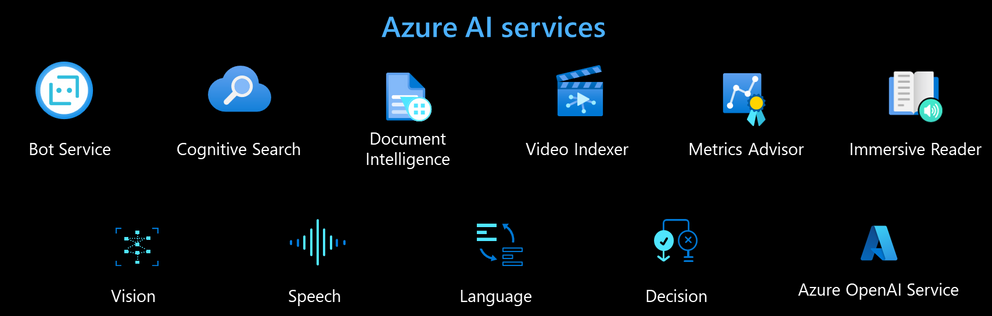 Azure AI services
Bot Service
Cognitive Search
Document
Intelligence
Video Indexer
Metrics Advisor
Immersive Reader
Vision
Speech
Language
Decision
Azure OpenAI Service